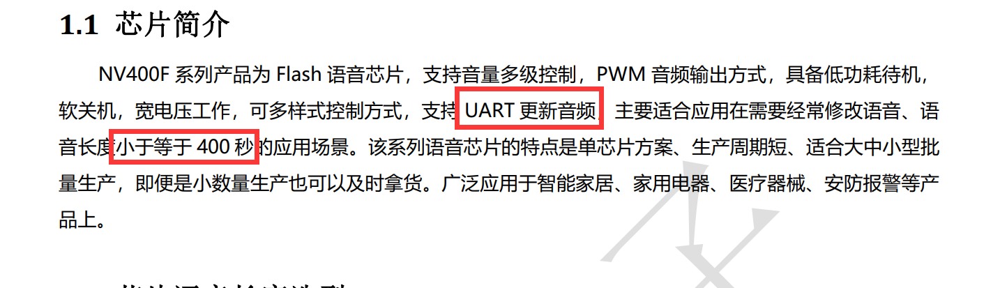 1.1 芯片简介
NV400F 系列产品为 Flash 语音芯片，支持音量多级控制，PWM 音频输出方式，具备低功耗待机，
软关机，宽电压工作，可多样式控制方式，支持 UART 更新音频，主要适合应用在需要经常修改语音、语
音长度小于等于 400 秒的应用场景。该系列语音芯片的特点是单芯片方案、生产周期短、适合大中小型批
量生产，即便是小数量生产也可以及时拿货。广泛应用于智能家居、家用电器、医疗器械、安防报警等产
品上。